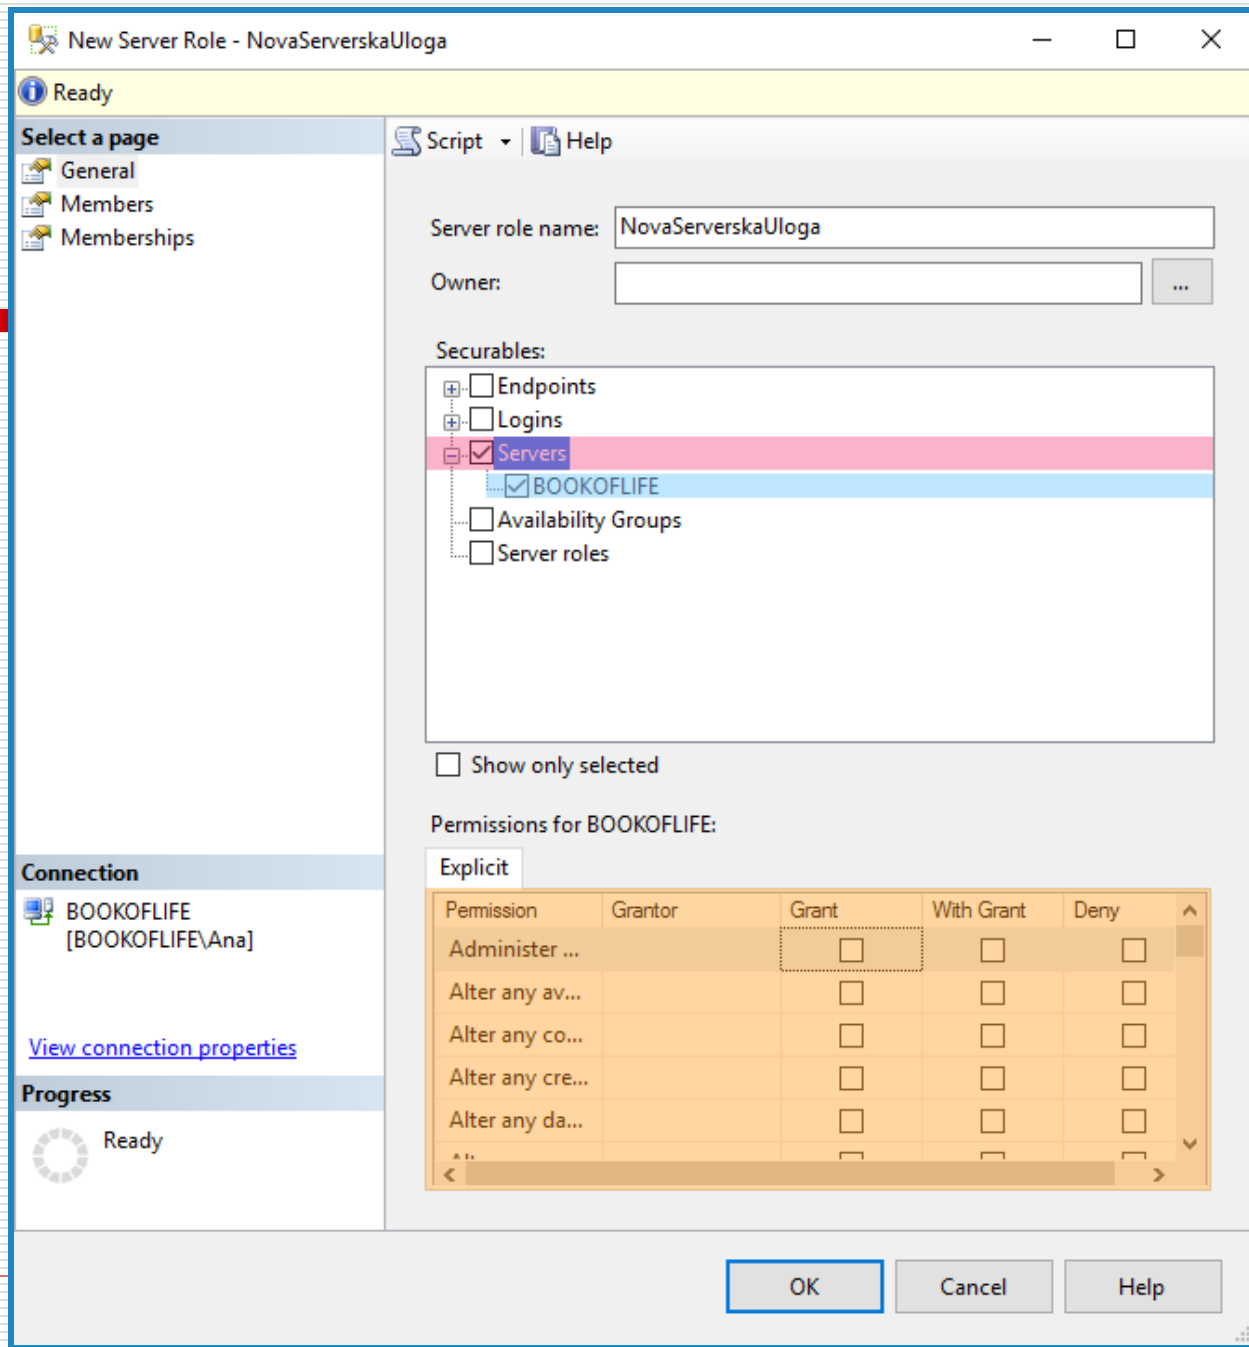 New Server Role - NovaServerskaUloga
Ready
Select a page
General
Members
Memberships
Script
Help
Server role name:
NovaServerskaUloga
Owner:
...
Securables:
Endpoints
Logins
Servers
BOOKOFLIFE
Availability Groups
Server roles
Show only selected
Permissions for BOOKOFLIFE:
Explicit
Permission Grantor Grant With Grant Deny
Administer ...
Alter any av...
Alter any co...
Alter any cre...
Alter any da...
Connection
BOOKOFLIFE
[BOOKOFLIFE\Ana]
View connection properties
Progress
Ready
OK
Cancel
Help